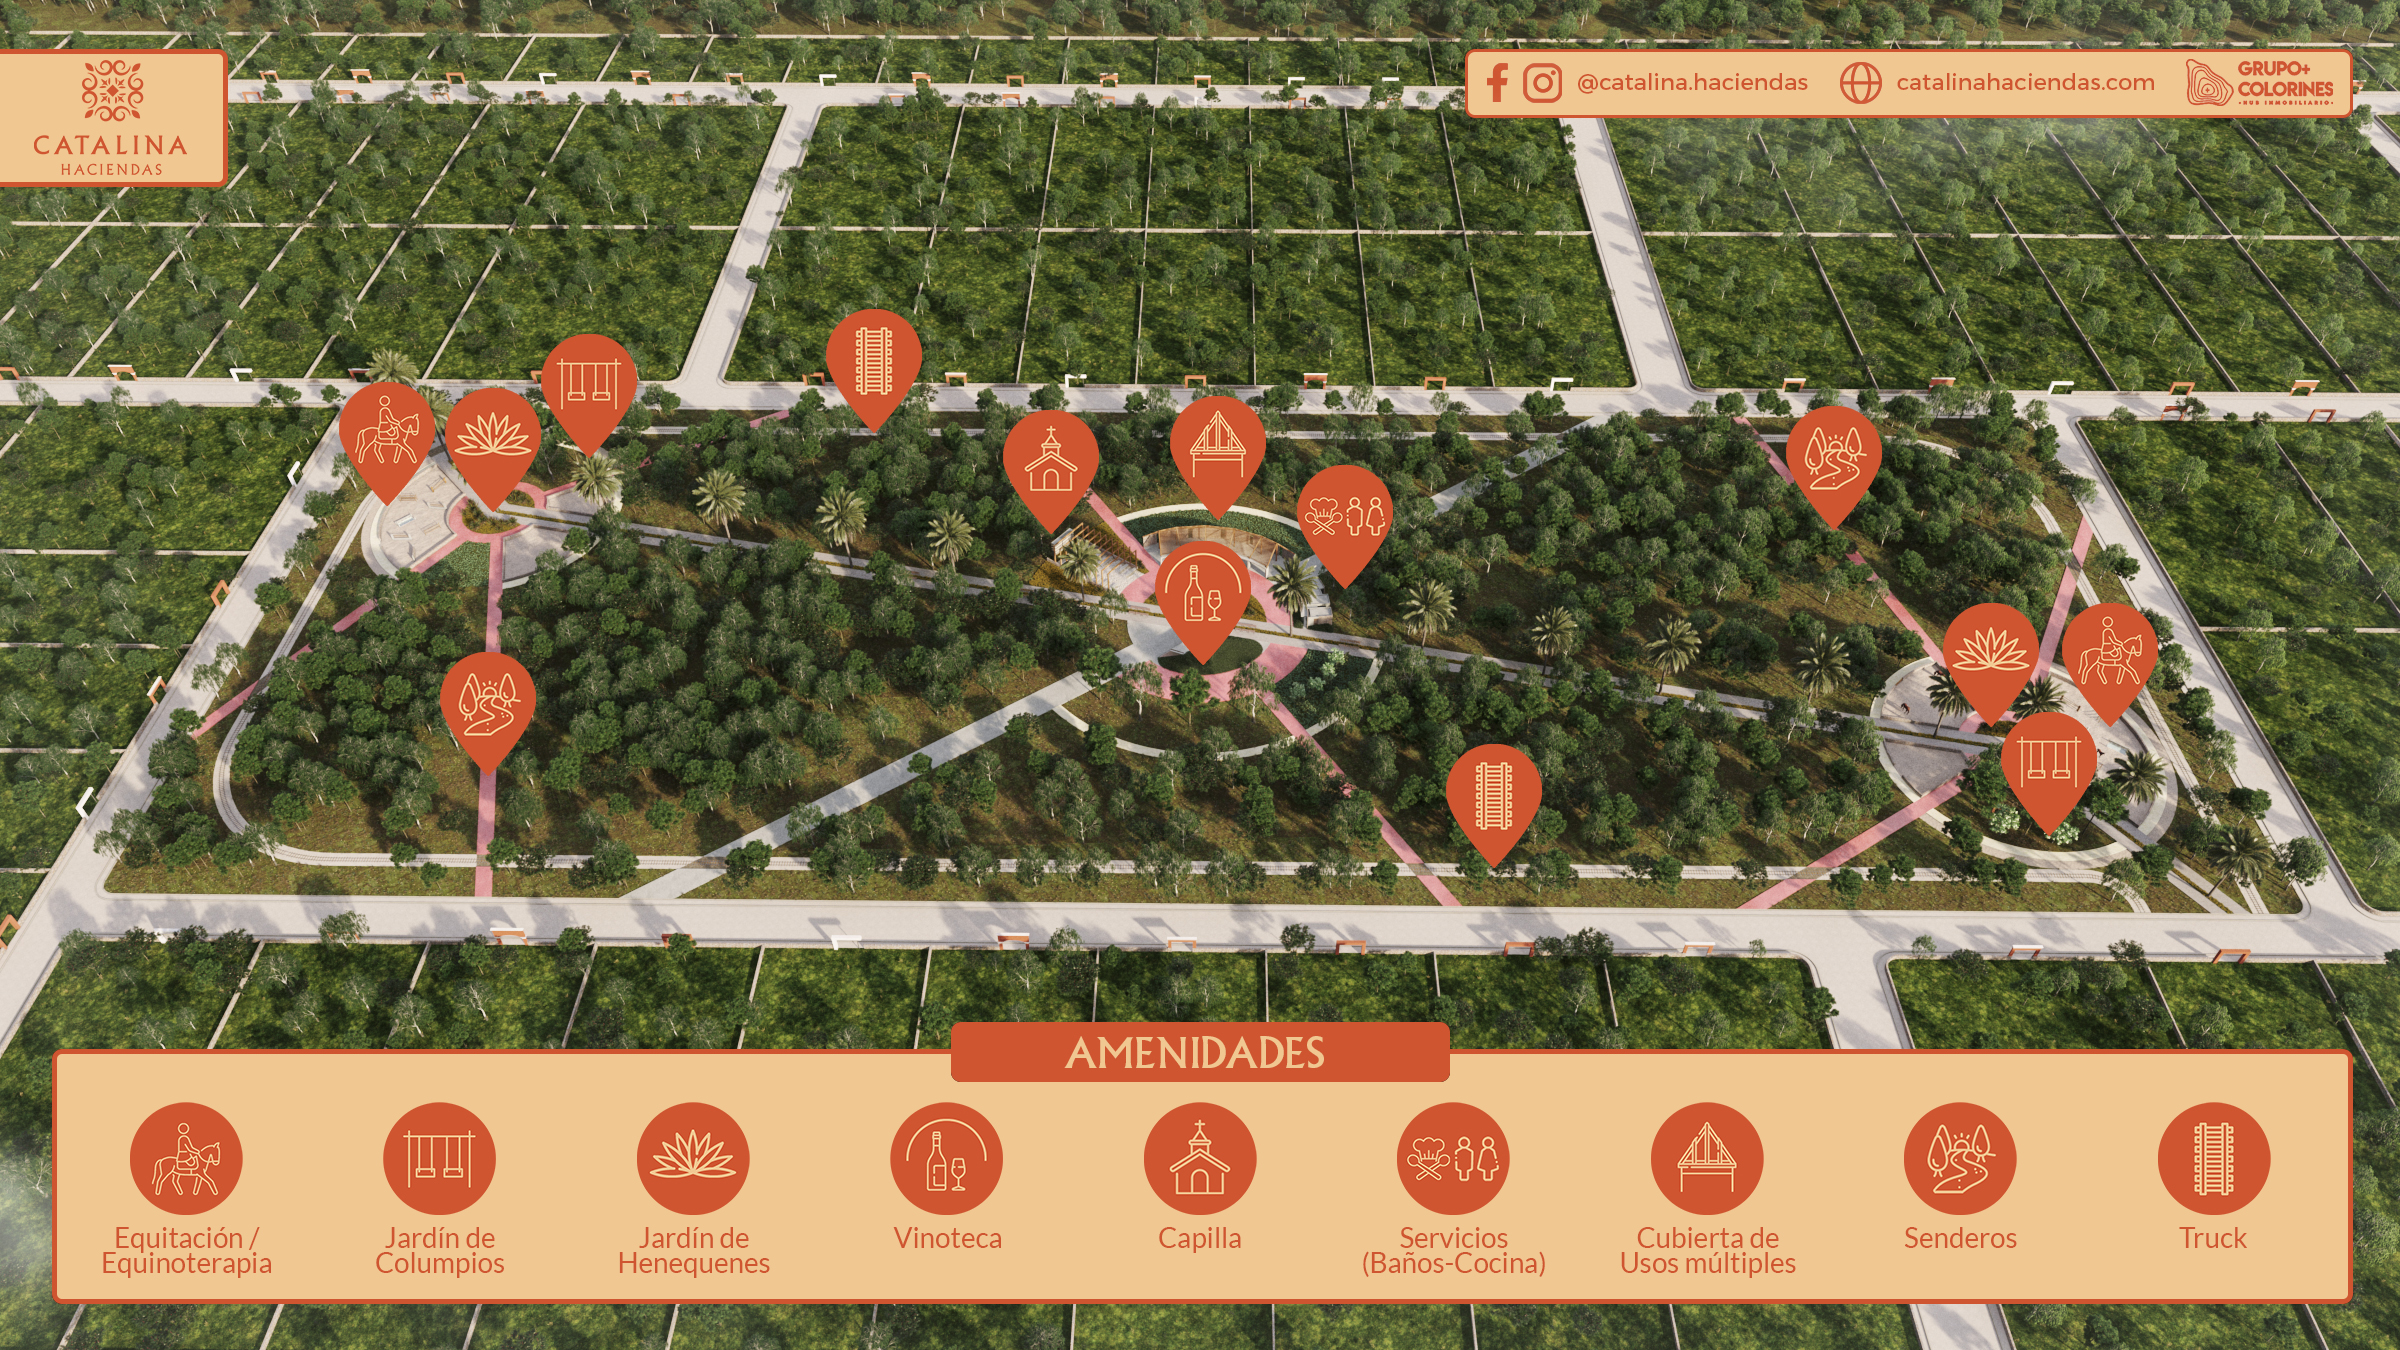 CATALINA
HACIENDAS
@catalina.haciendas
catalinahaciendas.com
GRUPO+
COLORINES
•HUB INMOBILIARIO•
AMENIDADES
Equitación /
Equinoterapia
Jardín de
Columpios
Jardín de
Henequenes
Vinoteca
Capilla
Servicios
(Baños-Cocina)
Cubierta de
Usos múltiples
Senderos
Truck